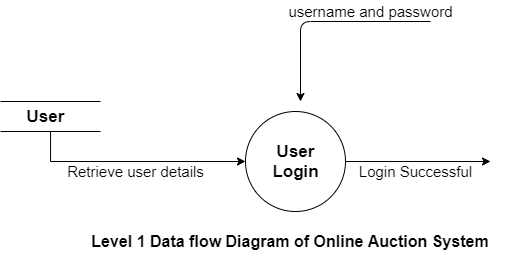 username and password
User
Retrieve user details
User
Login
Login Successful
Level 1 Data flow Diagram of Online Auction System